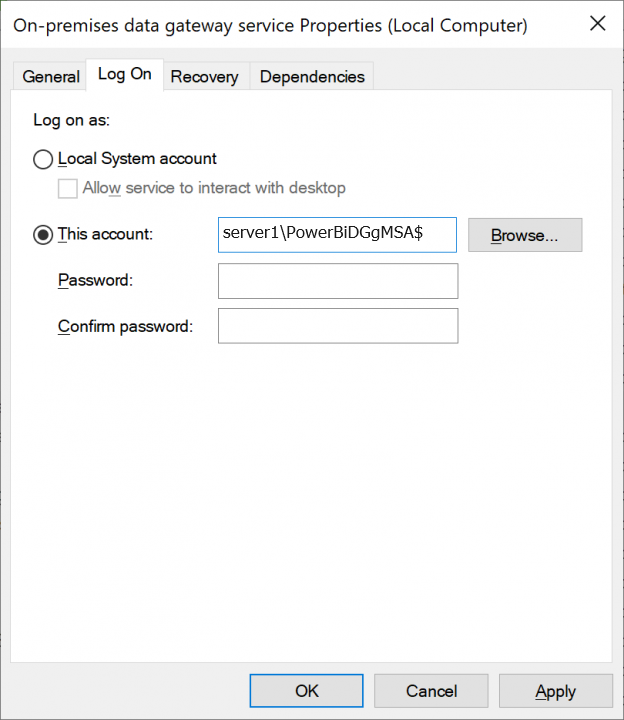 On-premises data gateway service Properties (Local Computer)
General Log On Recovery Dependencies
Log on as:
Local System account
Allow service to interact with desktop
This account: server1\PowerBiDGgMSA$ Browse...
Password:
Confirm password:
OK Cancel Apply